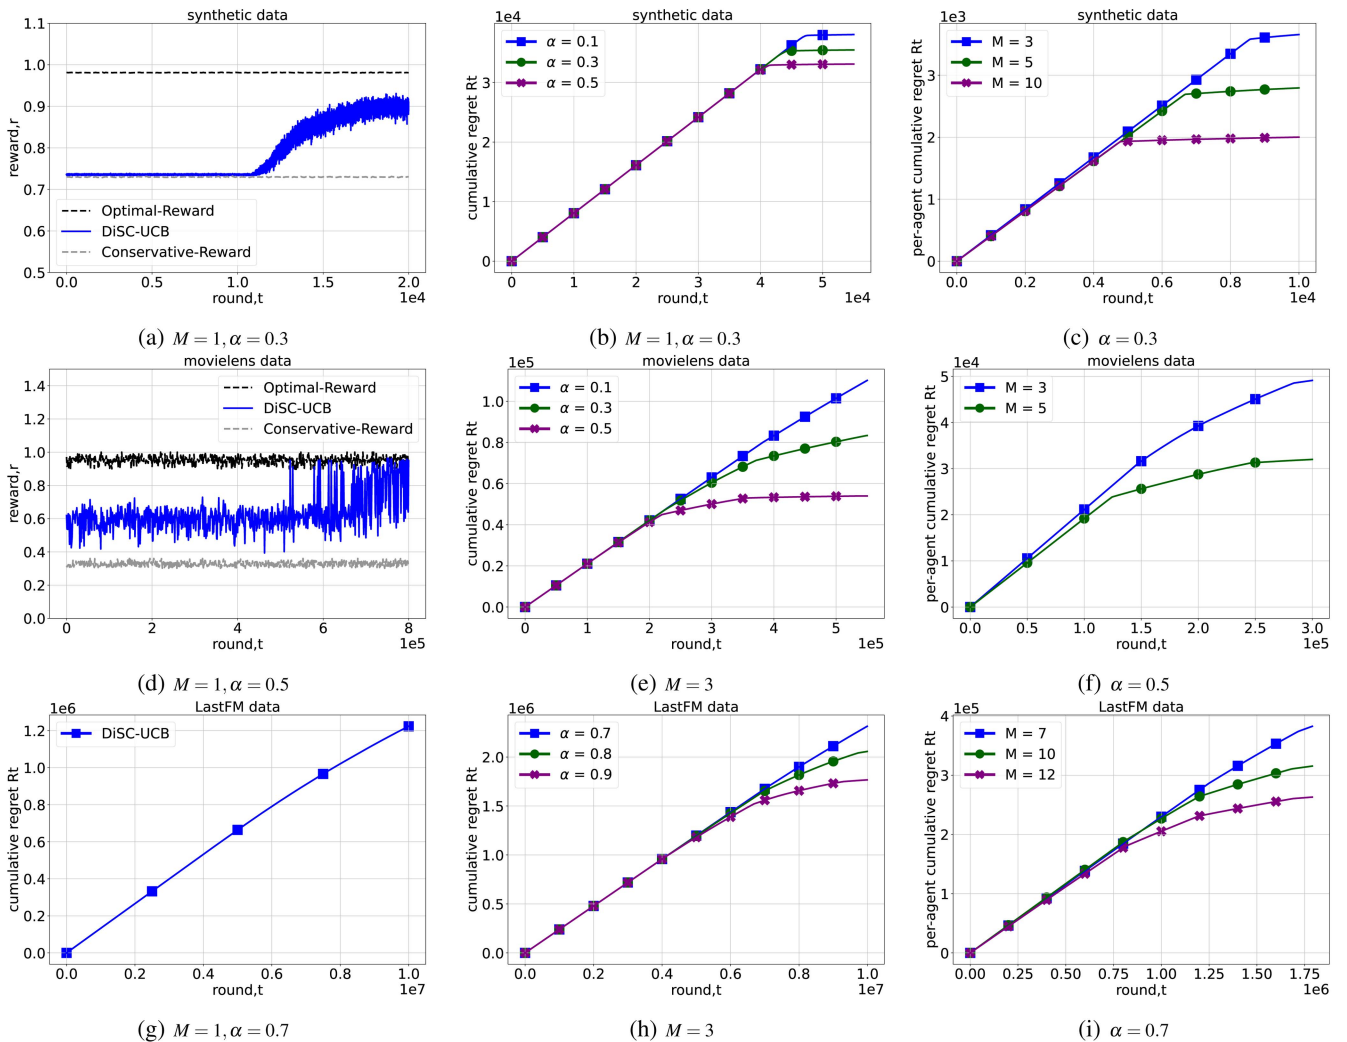 synthetic data
reward,r
1.1
1.0
0.9
0.8
0.7
0.6
0.5
Optimal-Reward
DiSC-UCB
Conservative-Reward
0.0 0.5 1.0 1.5 2.0
1e4
round,t
(a) M = 1, α = 0.3
synthetic data
1e4
cumulative regret Rt
3
2
1
0
α = 0.1
α = 0.3
α = 0.5
0 1 2 3 4 5
1e4
round,t
(b) M = 1, α = 0.3
synthetic data
1e3
per-agent cumulative regret Rt
3
2
1
0
M = 3
M = 5
M = 10
0.0 0.2 0.4 0.6 0.8 1.0
1e4
round,t
(c) α = 0.3
movielens data
reward,r
1.4
1.2
1.0
0.8
0.6
0.4
0.2
0.0
Optimal-Reward
DiSC-UCB
Conservative-Reward
0 2 4 6 8
1e5
round,t
(d) M = 1, α = 0.5
movielens data
1e5
cumulative regret Rt
1.0
0.8
0.6
0.4
0.2
0.0
α = 0.1
α = 0.3
α = 0.5
0 1 2 3 4 5
1e5
round,t
(e) M = 3
movielens data
1e4
per-agent cumulative regret Rt
5
4
3
2
1
0
M = 3
M = 5
0.0 0.5 1.0 1.5 2.0 2.5 3.0
1e5
round,t
(f) α = 0.5
LastFM data
1e6
cumulative regret Rt
1.2
1.0
0.8
0.6
0.4
0.2
0.0
DiSC-UCB
0.0 0.2 0.4 0.6 0.8 1.0
1e7
round,t
(g) M = 1, α = 0.7
LastFM data
1e6
cumulative regret Rt
2.0
1.5
1.0
0.5
0.0
α = 0.7
α = 0.8
α = 0.9
0.0 0.2 0.4 0.6 0.8 1.0
1e7
round,t
(h) M = 3
LastFM data
1e5
per-agent cumulative regret Rt
4
3
2
1
0
M = 7
M = 10
M = 12
0.00 0.25 0.50 0.75 1.00 1.25 1.50 1.75
1e6
round,t
(i) α = 0.7